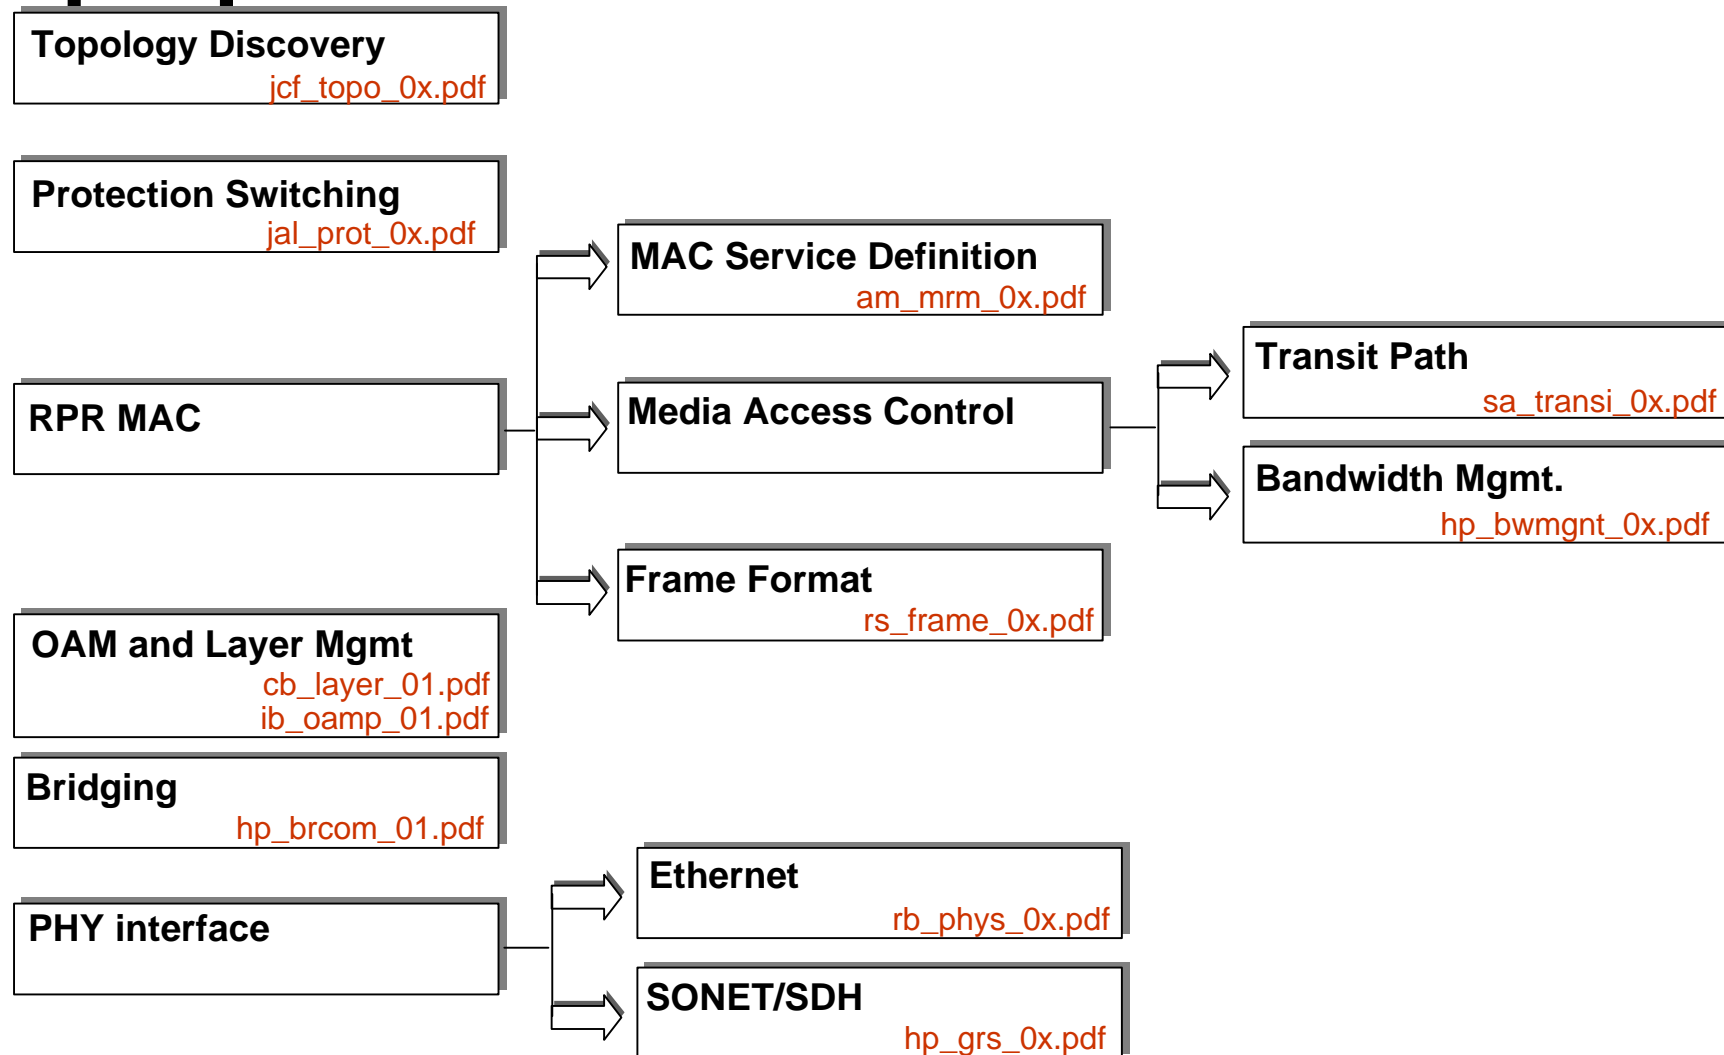 Topology Discovery
jcf_topo_0x.pdf
Protection Switching
jal_prot_0x.pdf
MAC Service Definition
am_mrm_0x.pdf
Transit Path
sa_transi_0x.pdf
RPR MAC
Media Access Control
Bandwidth Mgmt.
hp_bwmgnt_0x.pdf
Frame Format
rs_frame_0x.pdf
OAM and Layer Mgmt
cb_layer_01.pdf
ib_oamp_01.pdf
Bridging
hp_brcom_01.pdf
Ethernet
rb_phys_0x.pdf
PHY interface
SONET/SDH
hp_grs_0x.pdf